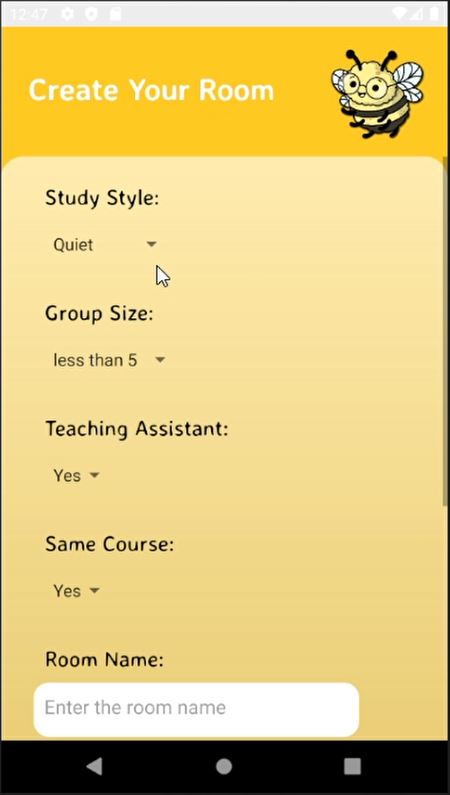 12:47
Create Your Room
Study Style:
Quiet
Group Size:
less than 5
Teaching Assistant:
Yes
Same Course:
Yes
Room Name:
Enter the room name